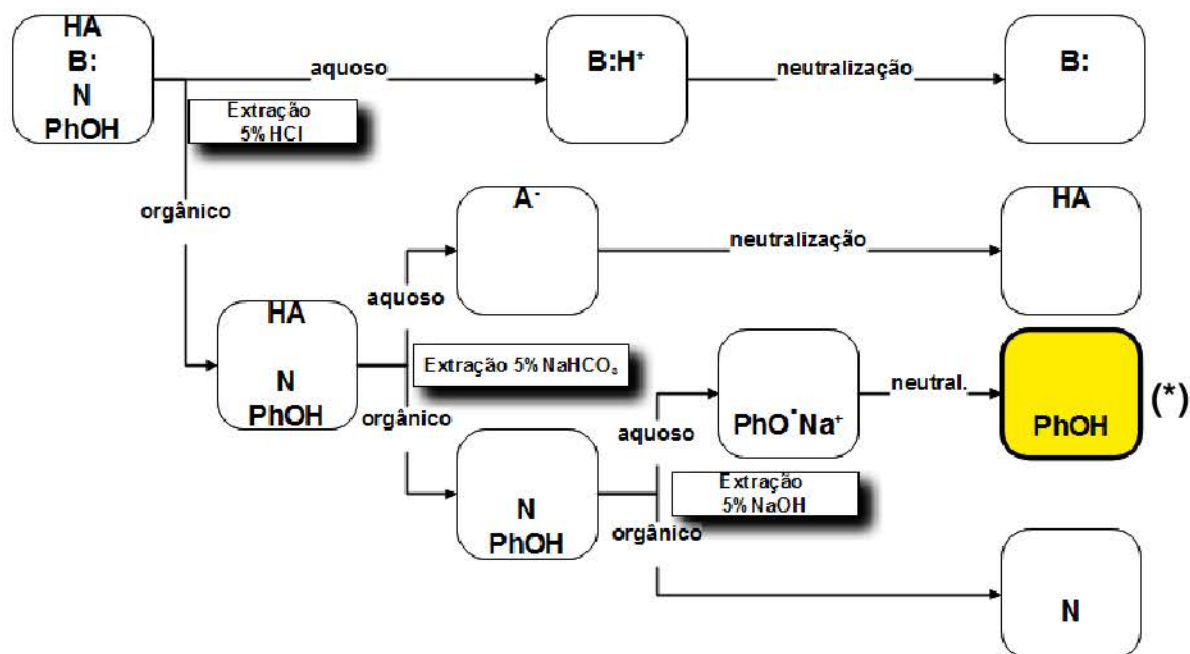 HA
B:
N
PhOH
aquoso
Extração
5% HCl
orgânico
B:H⁺
neutralização
B:
A⁻
neutralização
HA
aquoso
HA
N
PhOH
Extração 5% NaHCO₃
orgânico
aquoso
PhO⁻Na⁺
neutral.
PhOH
(*)
N
PhOH
Extração
5% NaOH
orgânico
N